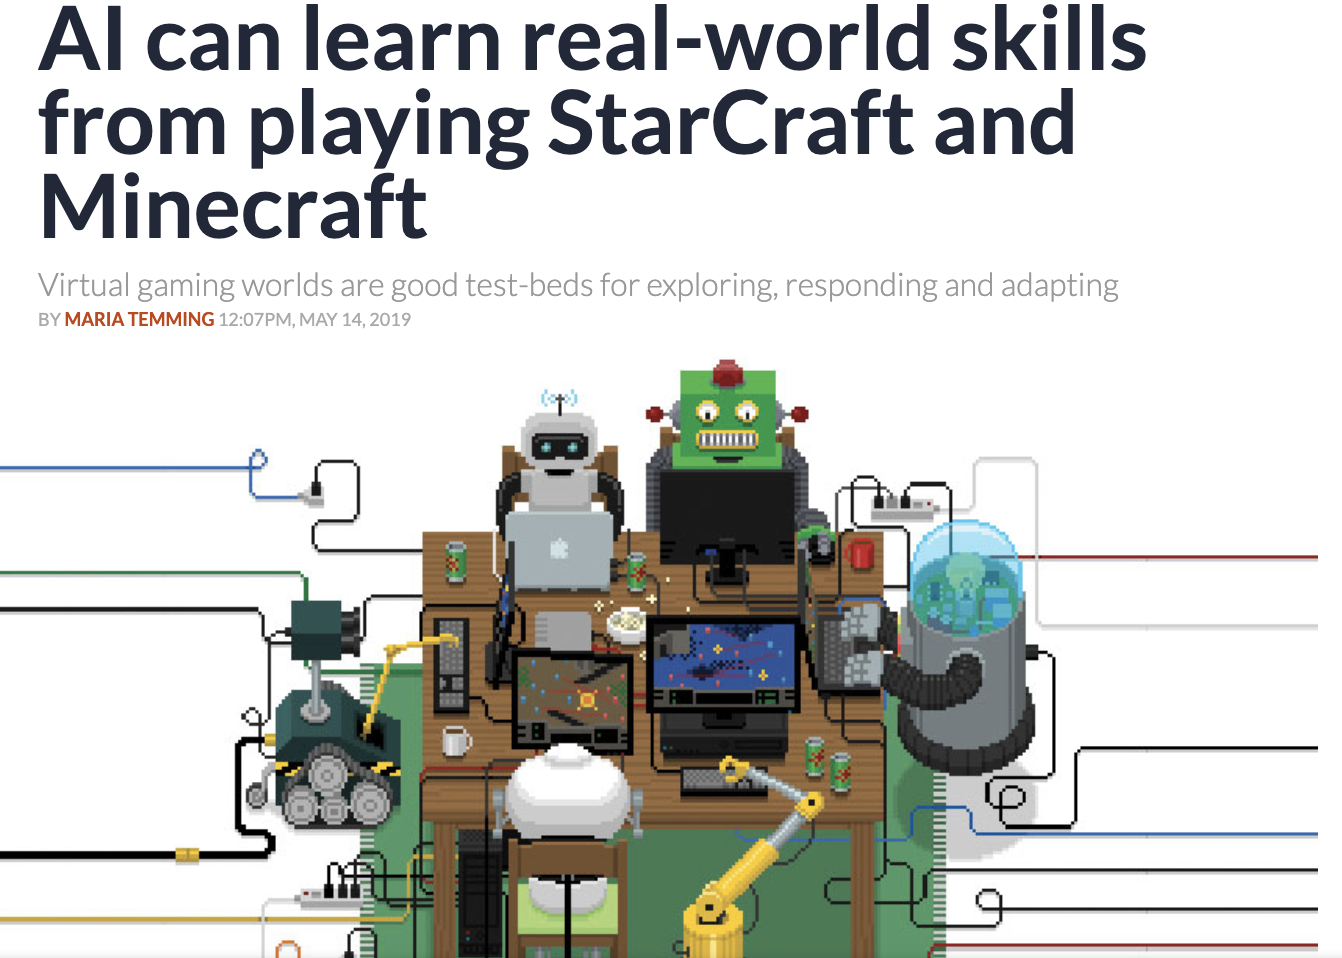 AI can learn real-world skills
from playing StarCraft and
Minecraft
Virtual gaming worlds are good test-beds for exploring, responding and adapting
BY MARIA TEMMING 12:07PM, MAY 14, 2019